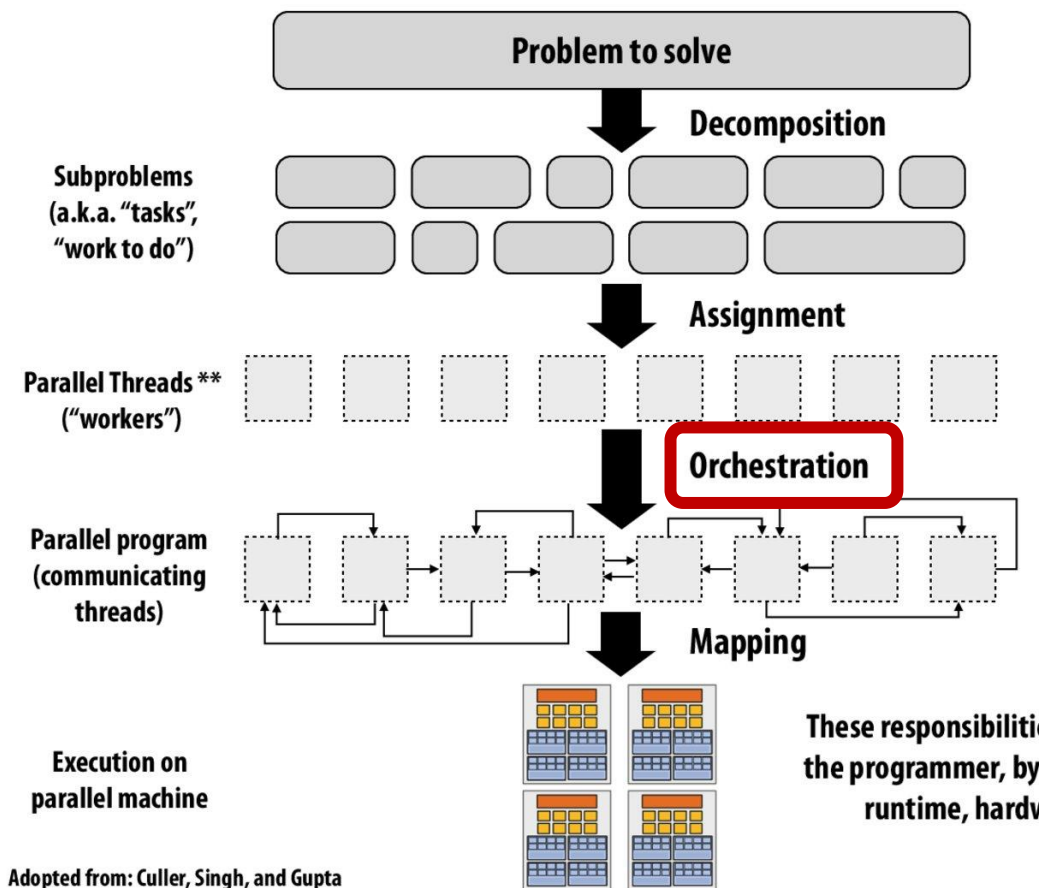 Problem to solve
Decomposition
Subproblems
(a.k.a. “tasks”,
“work to do”)
Assignment
Parallel Threads **
(“workers”)
Orchestration
Parallel program
(communicating
threads)
Mapping
Execution on
parallel machine
These responsibilitie
the programmer, by
runtime, hardw
Adopted from: Culler, Singh, and Gupta